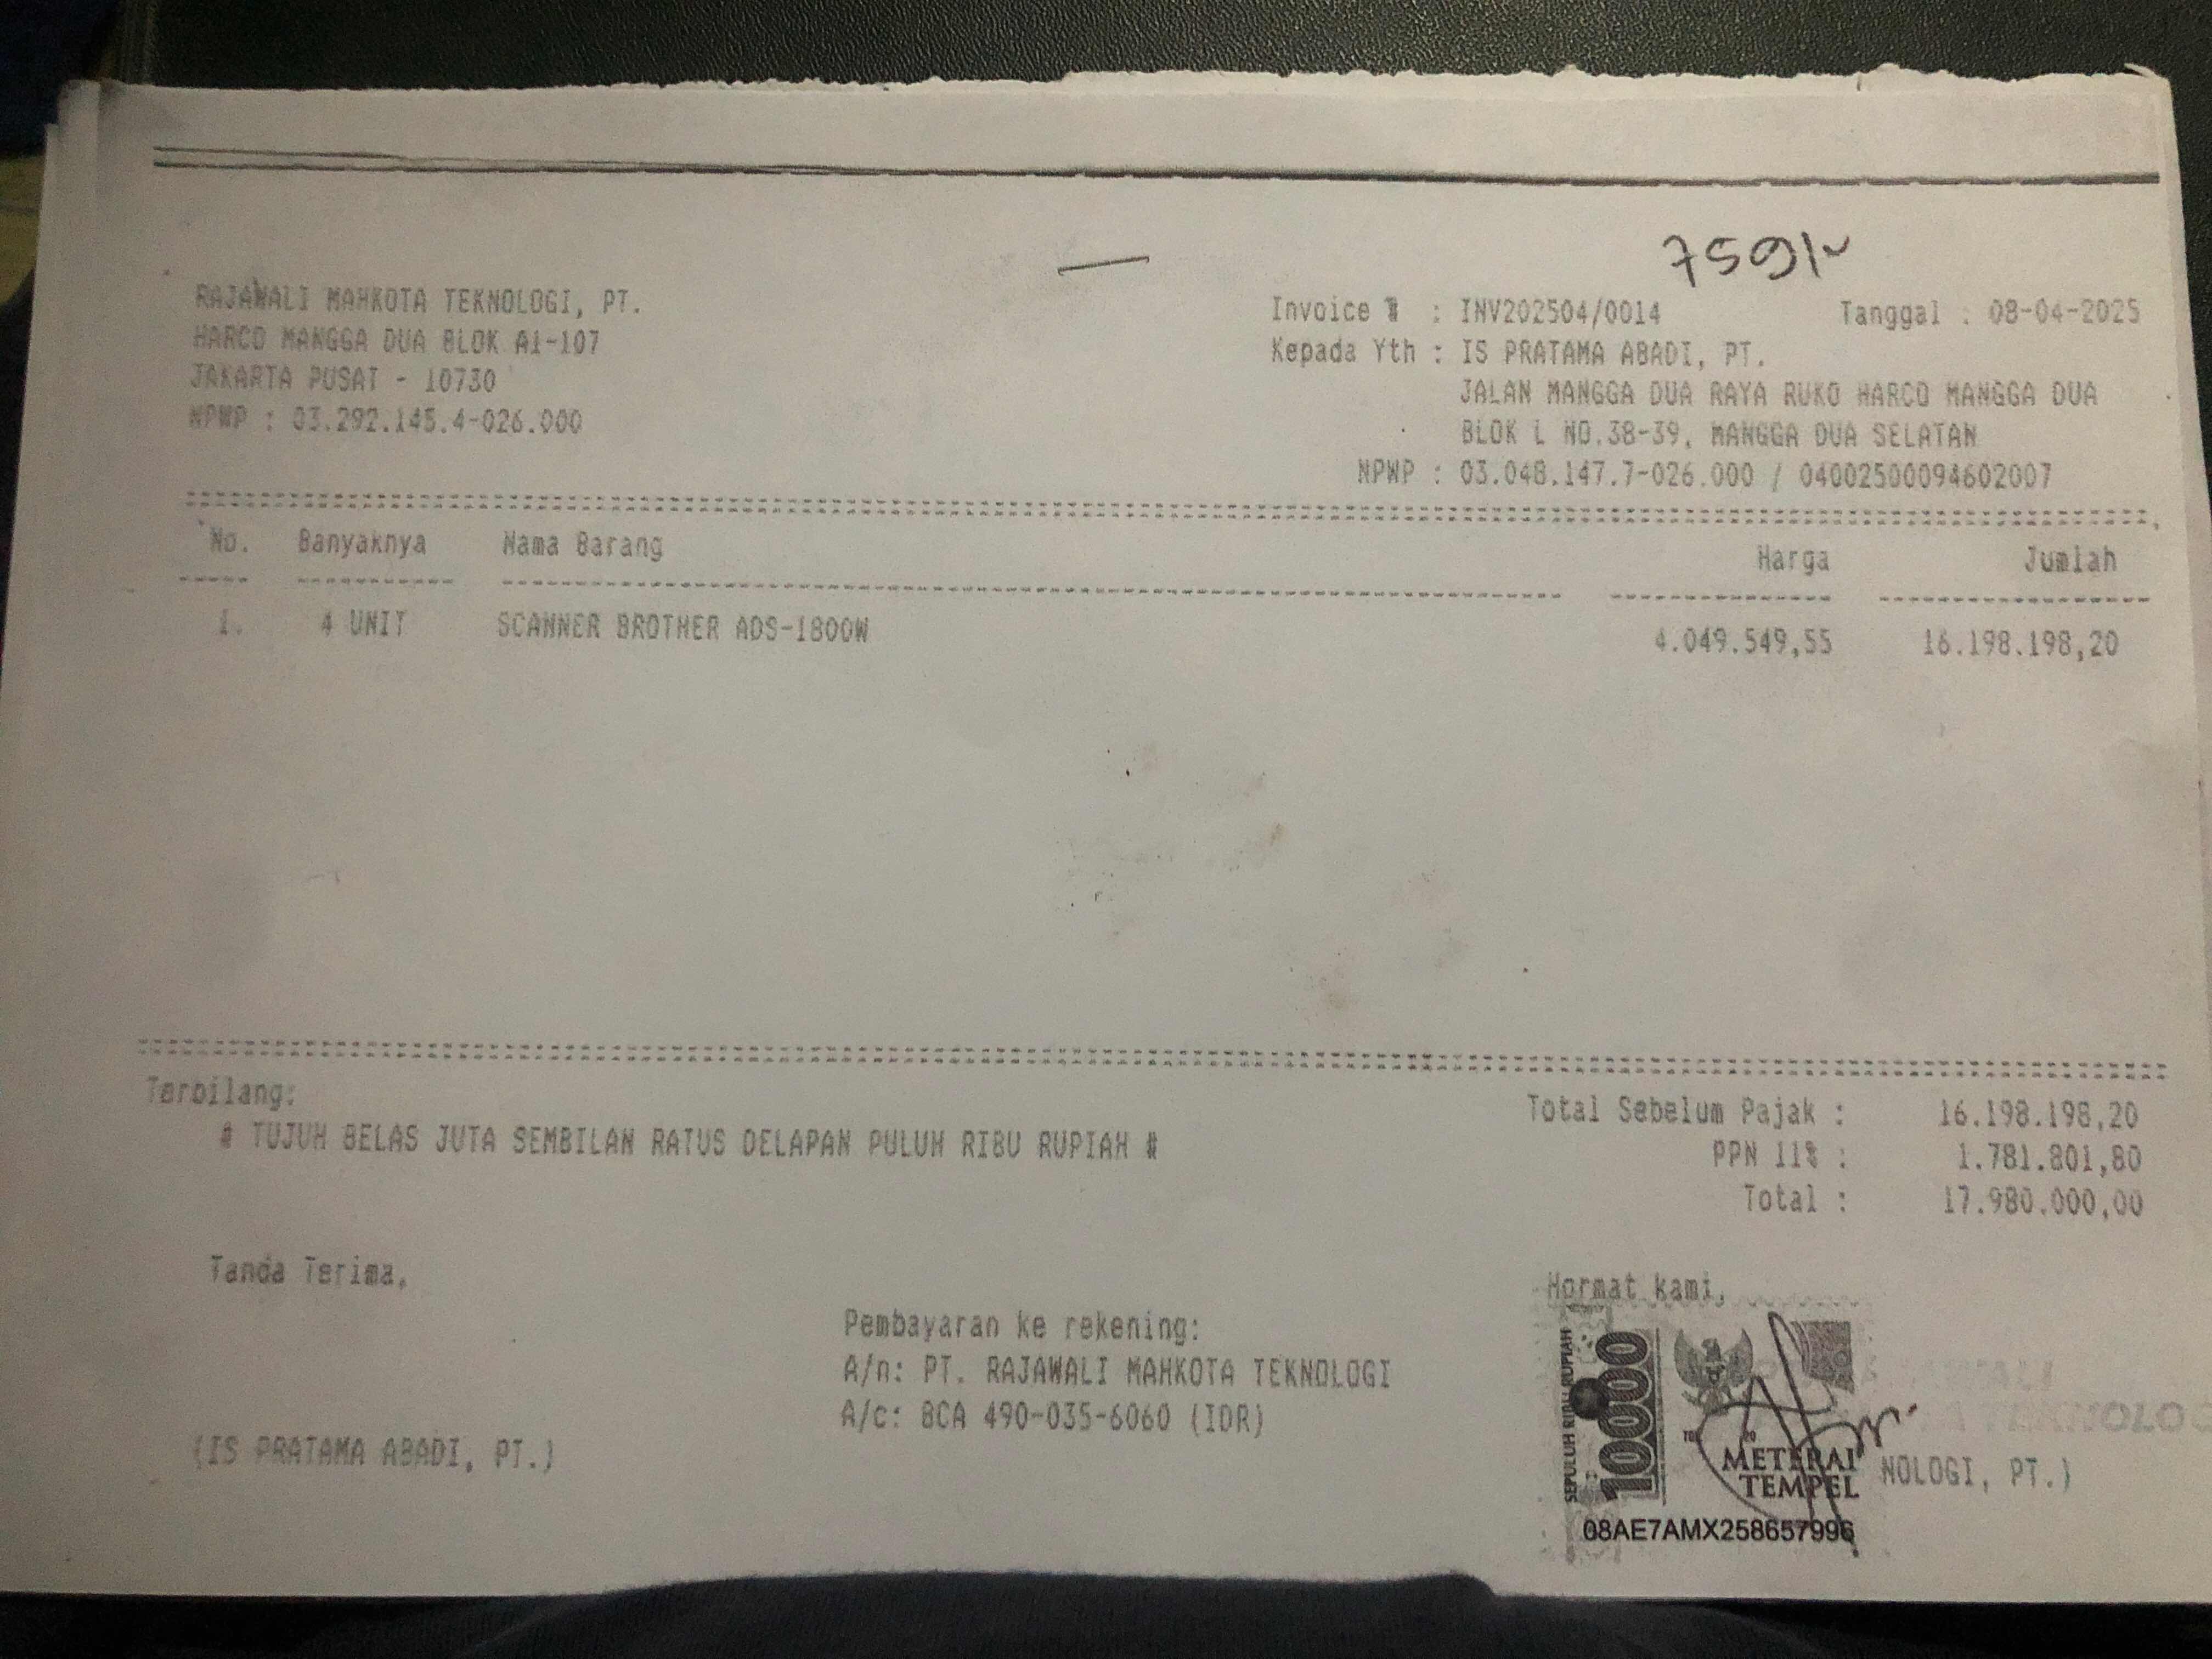 7591
RAJAWALI MAHKOTA TEKNOLOGI, PT.
HARCO MANGGA DUA BLOK A1-107
JAKARTA PUSAT - 10730
NPWP : 03.292.145.4-026.000
Invoice # : INV202504/0014 Tanggal : 08-04-2025
Kepada Yth : IS PRATAMA ABADI, PT.
JALAN MANGGA DUA RAYA RUKO HARCO MANGGA DUA
BLOK L NO.38-39, MANGGA DUA SELATAN
NPWP : 03.048.147.7-026.000 / 04002500094602007
No. Banyaknya Nama Barang Harga Jumlah
1. 4 UNIT SCANNER BROTHER ADS-1800W 4.049.549,55 16.198.198,20
Terbilang:
# TUJUH BELAS JUTA SEMBILAN RATUS DELAPAN PULUH RIBU RUPIAH #
Total Sebelum Pajak : 16.198.198,20
PPN 11% : 1.781.801,80
Total : 17.980.000,00
Tanda Terima,
(IS PRATAMA ABADI, PT.)
Pembayaran ke rekening:
A/n: PT. RAJAWALI MAHKOTA TEKNOLOGI
A/c: BCA 490-035-6060 (IDR)
Hormat kami,
SEPULUH RIBU RUPIAH
10000
METERAI
TEMPEL
08AE7AMX258657996
NOLOGI, PT.)